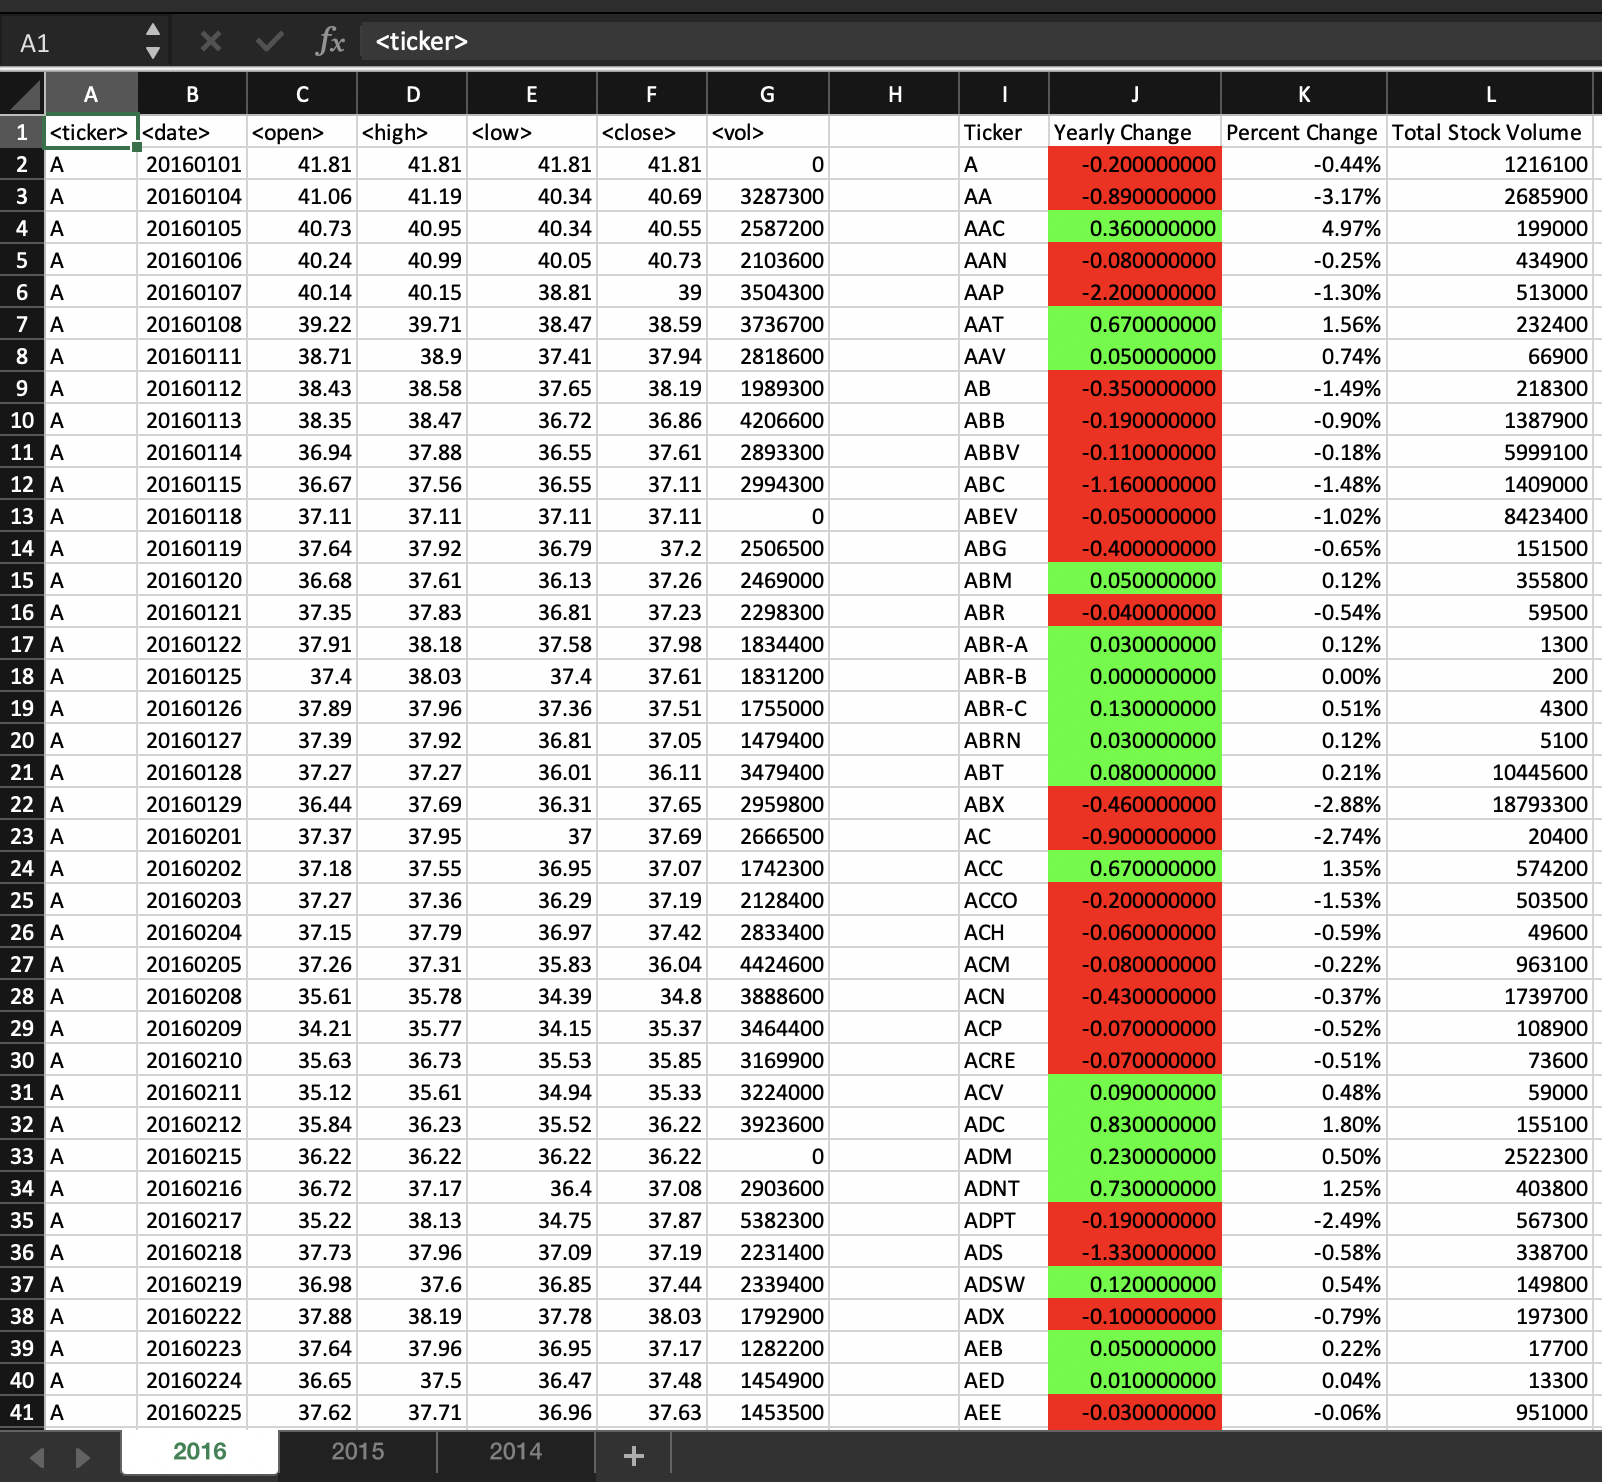 A1 fx <ticker>
A B C D E F G H I J K L
1 <ticker> <date> <open> <high> <low> <close> <vol> Ticker Yearly Change Percent Change Total Stock Volume
2 A 20160101 41.81 41.81 41.81 41.81 0 A -0.200000000 -0.44% 1216100
3 A 20160104 41.06 41.19 40.34 40.69 3287300 AA -0.890000000 -3.17% 2685900
4 A 20160105 40.73 40.95 40.34 40.55 2587200 AAC 0.360000000 4.97% 199000
5 A 20160106 40.24 40.99 40.05 40.73 2103600 AAN -0.080000000 -0.25% 434900
6 A 20160107 40.14 40.15 38.81 39 3504300 AAP -2.200000000 -1.30% 513000
7 A 20160108 39.22 39.71 38.47 38.59 3736700 AAT 0.670000000 1.56% 232400
8 A 20160111 38.71 38.9 37.41 37.94 2818600 AAV 0.050000000 0.74% 66900
9 A 20160112 38.43 38.58 37.65 38.19 1989300 AB -0.350000000 -1.49% 218300
10 A 20160113 38.35 38.47 36.72 36.86 4206600 ABB -0.190000000 -0.90% 1387900
11 A 20160114 36.94 37.88 36.55 37.61 2893300 ABBV -0.110000000 -0.18% 5999100
12 A 20160115 36.67 37.56 36.55 37.11 2994300 ABC -1.160000000 -1.48% 1409000
13 A 20160118 37.11 37.11 37.11 37.11 0 ABEV -0.050000000 -1.02% 8423400
14 A 20160119 37.64 37.92 36.79 37.2 2506500 ABG -0.400000000 -0.65% 151500
15 A 20160120 36.68 37.61 36.13 37.26 2469000 ABM 0.050000000 0.12% 355800
16 A 20160121 37.35 37.83 36.81 37.23 2298300 ABR -0.040000000 -0.54% 59500
17 A 20160122 37.91 38.18 37.58 37.98 1834400 ABR-A 0.030000000 0.12% 1300
18 A 20160125 37.4 38.03 37.4 37.61 1831200 ABR-B 0.000000000 0.00% 200
19 A 20160126 37.89 37.96 37.36 37.51 1755000 ABR-C 0.130000000 0.51% 4300
20 A 20160127 37.39 37.92 36.81 37.05 1479400 ABRN 0.030000000 0.12% 5100
21 A 20160128 37.27 37.27 36.01 36.11 3479400 ABT 0.080000000 0.21% 10445600
22 A 20160129 36.44 37.69 36.31 37.65 2959800 ABX -0.460000000 -2.88% 18793300
23 A 20160201 37.37 37.95 37 37.69 2666500 AC -0.900000000 -2.74% 20400
24 A 20160202 37.18 37.55 36.95 37.07 1742300 ACC 0.670000000 1.35% 574200
25 A 20160203 37.27 37.36 36.29 37.19 2128400 ACCO -0.200000000 -1.53% 503500
26 A 20160204 37.15 37.79 36.97 37.42 2833400 ACH -0.060000000 -0.59% 49600
27 A 20160205 37.26 37.31 35.83 36.04 4424600 ACM -0.080000000 -0.22% 963100
28 A 20160208 35.61 35.78 34.39 34.8 3888600 ACN -0.430000000 -0.37% 1739700
29 A 20160209 34.21 35.77 34.15 35.37 3464400 ACP -0.070000000 -0.52% 108900
30 A 20160210 35.63 36.73 35.53 35.85 3169900 ACRE -0.070000000 -0.51% 73600
31 A 20160211 35.12 35.61 34.94 35.33 3224000 ACV 0.090000000 0.48% 59000
32 A 20160212 35.84 36.23 35.52 36.22 3923600 ADC 0.830000000 1.80% 155100
33 A 20160215 36.22 36.22 36.22 36.22 0 ADM 0.230000000 0.50% 2522300
34 A 20160216 36.72 37.17 36.4 37.08 2903600 ADNT 0.730000000 1.25% 403800
35 A 20160217 35.22 38.13 34.75 37.87 5382300 ADPT -0.190000000 -2.49% 567300
36 A 20160218 37.73 37.96 37.09 37.19 2231400 ADS -1.330000000 -0.58% 338700
37 A 20160219 36.98 37.6 36.85 37.44 2339400 ADSW 0.120000000 0.54% 149800
38 A 20160222 37.88 38.19 37.78 38.03 1792900 ADX -0.100000000 -0.79% 197300
39 A 20160223 37.64 37.96 36.95 37.17 1282200 AEB 0.050000000 0.22% 17700
40 A 20160224 36.65 37.5 36.47 37.48 1454900 AED 0.010000000 0.04% 13300
41 A 20160225 37.62 37.71 36.96 37.63 1453500 AEE -0.030000000 -0.06% 951000
2016 2015 2014 +